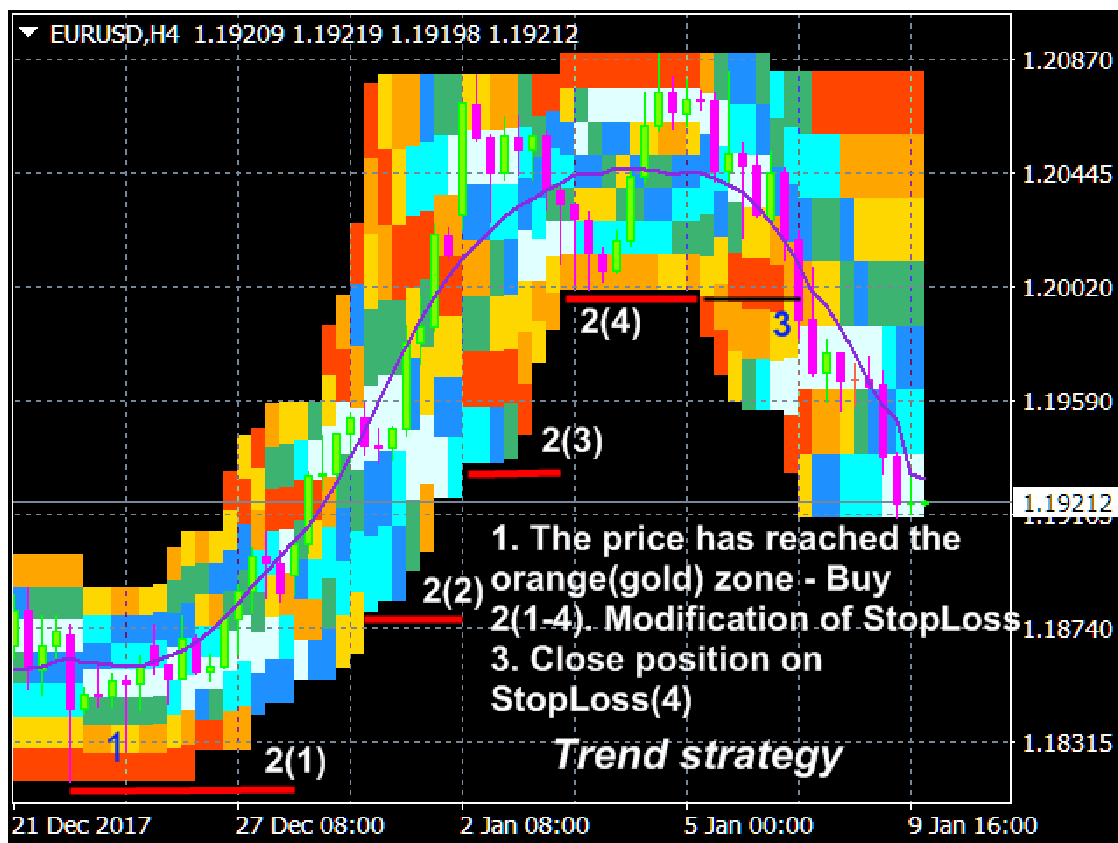 EURUSD,H4 1.19209 1.19219 1.19198 1.19212
1.20870
1.20445
1.20020
2(4)
3
1.19590
2(3)
1.19212
1. The price has reached the
orange(gold) zone - Buy
2(2)
2(1-4). Modification of StopLoss
1.18740
3. Close position on
StopLoss(4)
1
2(1)
Trend strategy
1.18315
21 Dec 2017
27 Dec 08:00
2 Jan 08:00
5 Jan 00:00
9 Jan 16:00